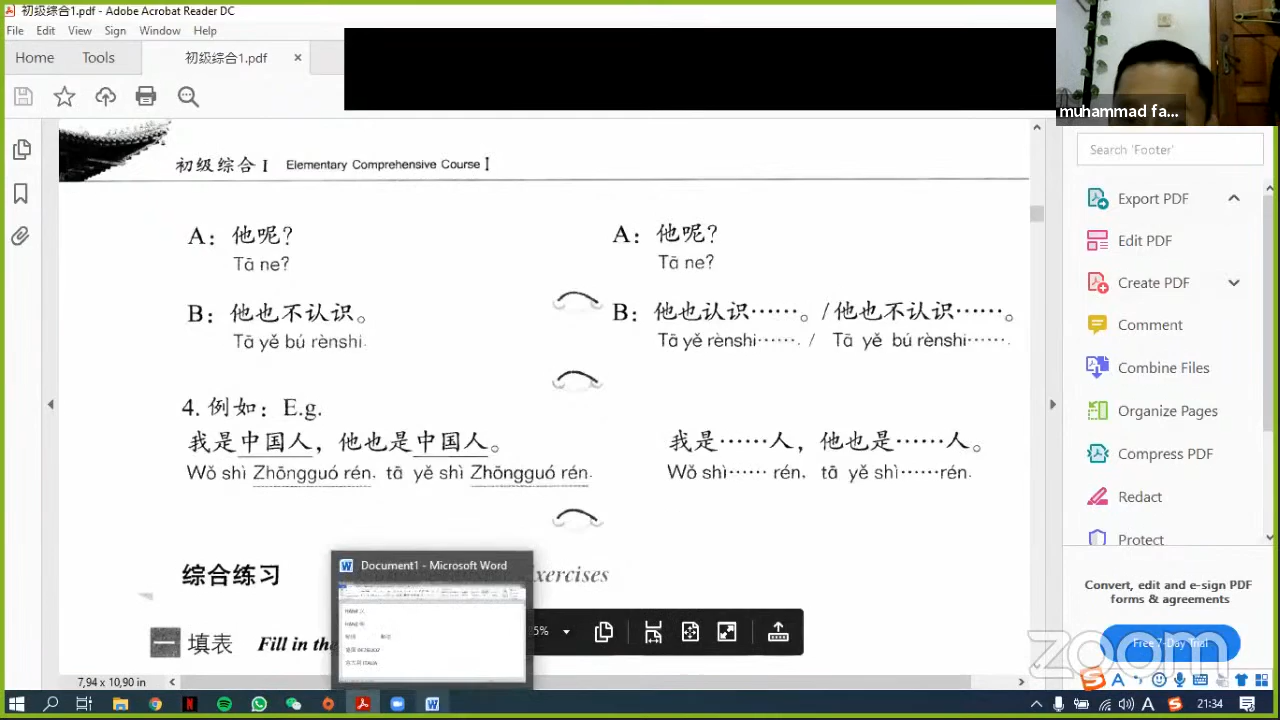 初级综合1.pdf - Adobe Acrobat Reader DC
File Edit View Sign Window Help
Home Tools 初级综合1.pdf ×
muhammad fa...
初级综合 I Elementary Comprehensive Course I
Search 'Footer'
A：他呢？ A：他呢？
Tā ne? Tā ne?
B：他也不认识。 B：他也认识……。/他也不认识……。
Tā yě bú rènshi. Tā yě rènshi……. / Tā yě bú rènshi…….
4. 例如：E.g.
我是中国人，他也是中国人。 我是……人，他也是……人。
Wǒ shì Zhōngguó rén. tā yě shì Zhōngguó rén. Wǒ shì…… rén, tā yě shì……rén.
综合练习 Exercises
一 填表 Fill in the
Document1 - Microsoft Word
5%
7,94 x 10,90 in
Export PDF
Edit PDF
Create PDF
Comment
Combine Files
Organize Pages
Compress PDF
Redact
Protect
Convert, edit and e-sign PDF
forms & agreements
Free 7-Day Trial
zoom
21:34